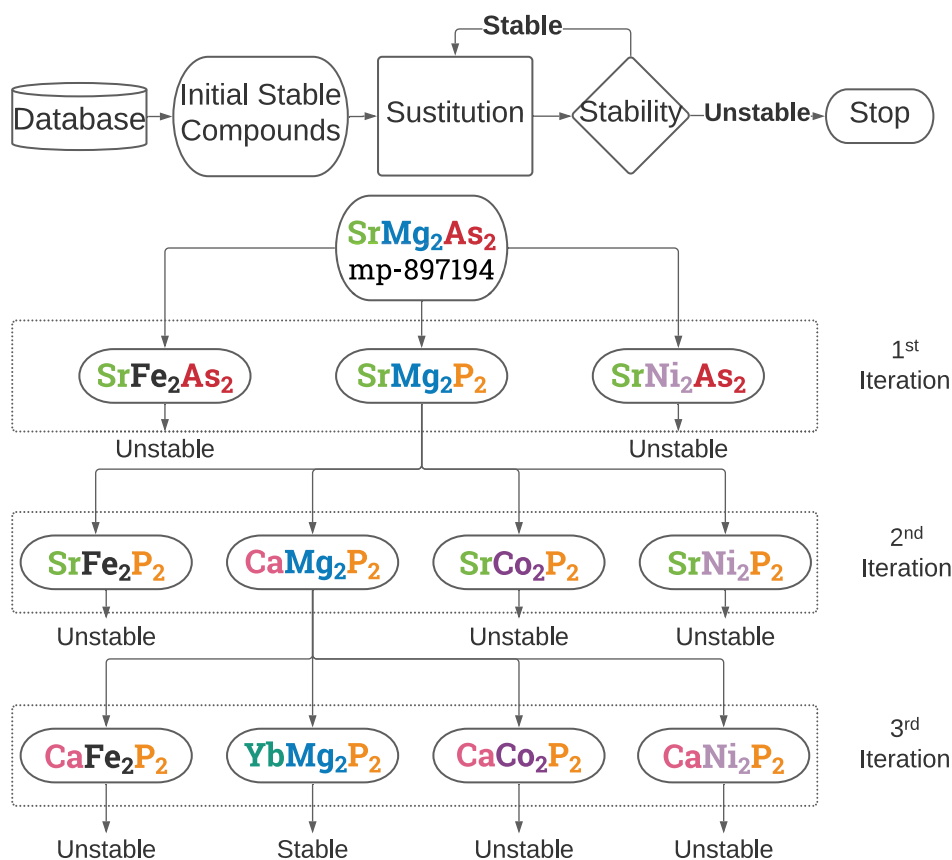 Stable
Database
Initial Stable
Compounds
Sustitution
Stability
Unstable
Stop
SrMg₂As₂
mp-897194
SrFe₂As₂
SrMg₂P₂
SrNi₂As₂
1st
Iteration
Unstable
Unstable
SrFe₂P₂
CaMg₂P₂
SrCo₂P₂
SrNi₂P₂
2nd
Iteration
Unstable
Unstable
Unstable
CaFe₂P₂
YbMg₂P₂
CaCo₂P₂
CaNi₂P₂
3rd
Iteration
Unstable
Stable
Unstable
Unstable